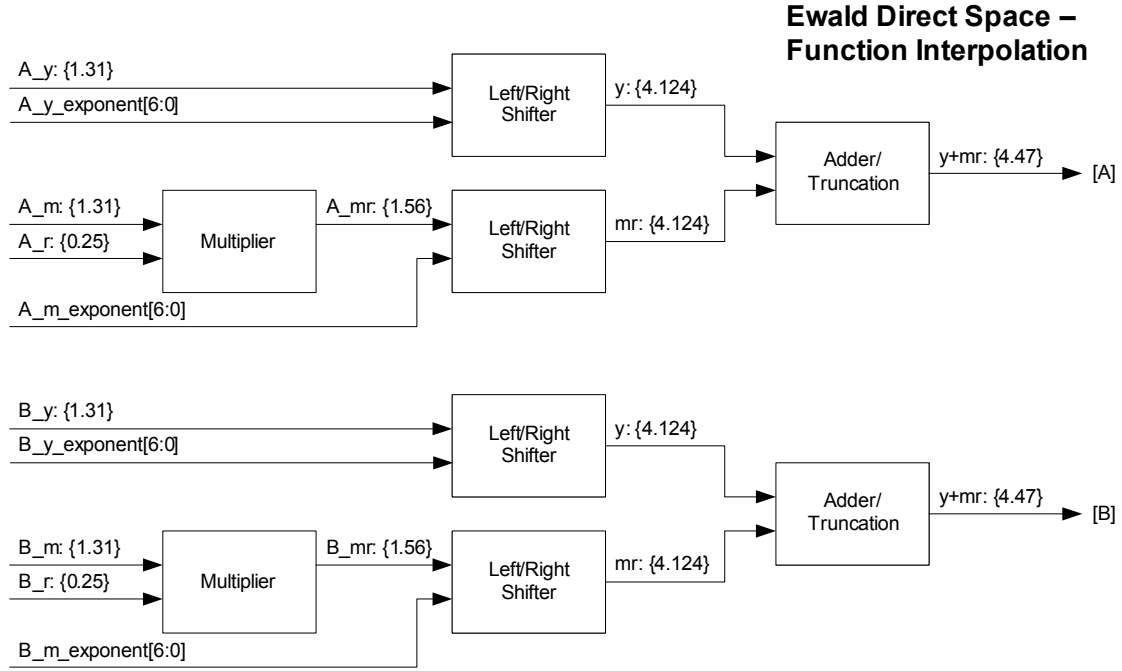 Ewald Direct Space –
Function Interpolation
A_y: {1.31}
A_y_exponent[6:0]
Left/Right
Shifter
y: {4.124}
Adder/
Truncation
y+mr: {4.47}
[A]
A_m: {1.31}
A_r: {0.25}
Multiplier
A_mr: {1.56}
Left/Right
Shifter
mr: {4.124}
A_m_exponent[6:0]
B_y: {1.31}
B_y_exponent[6:0]
Left/Right
Shifter
y: {4.124}
Adder/
Truncation
y+mr: {4.47}
[B]
B_m: {1.31}
B_r: {0.25}
Multiplier
B_mr: {1.56}
Left/Right
Shifter
mr: {4.124}
B_m_exponent[6:0]